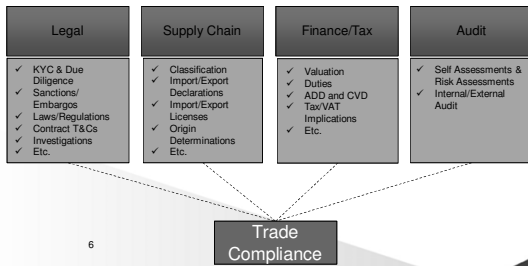 Legal
✓ KYC & Due
Diligence
✓ Sanctions/
Embargos
✓ Laws/Regulations
✓ Contract T&Cs
✓ Investigations
✓ Etc.
Supply Chain
✓ Classification
✓ Import/Export
Declarations
✓ Import/Export
Licenses
✓ Origin
Determinations
✓ Etc.
Finance/Tax
✓ Valuation
✓ Duties
✓ ADD and CVD
✓ Tax/VAT
Implications
✓ Etc.
Audit
✓ Self Assessments &
Risk Assessments
✓ Internal/External
Audit
Trade
Compliance
6